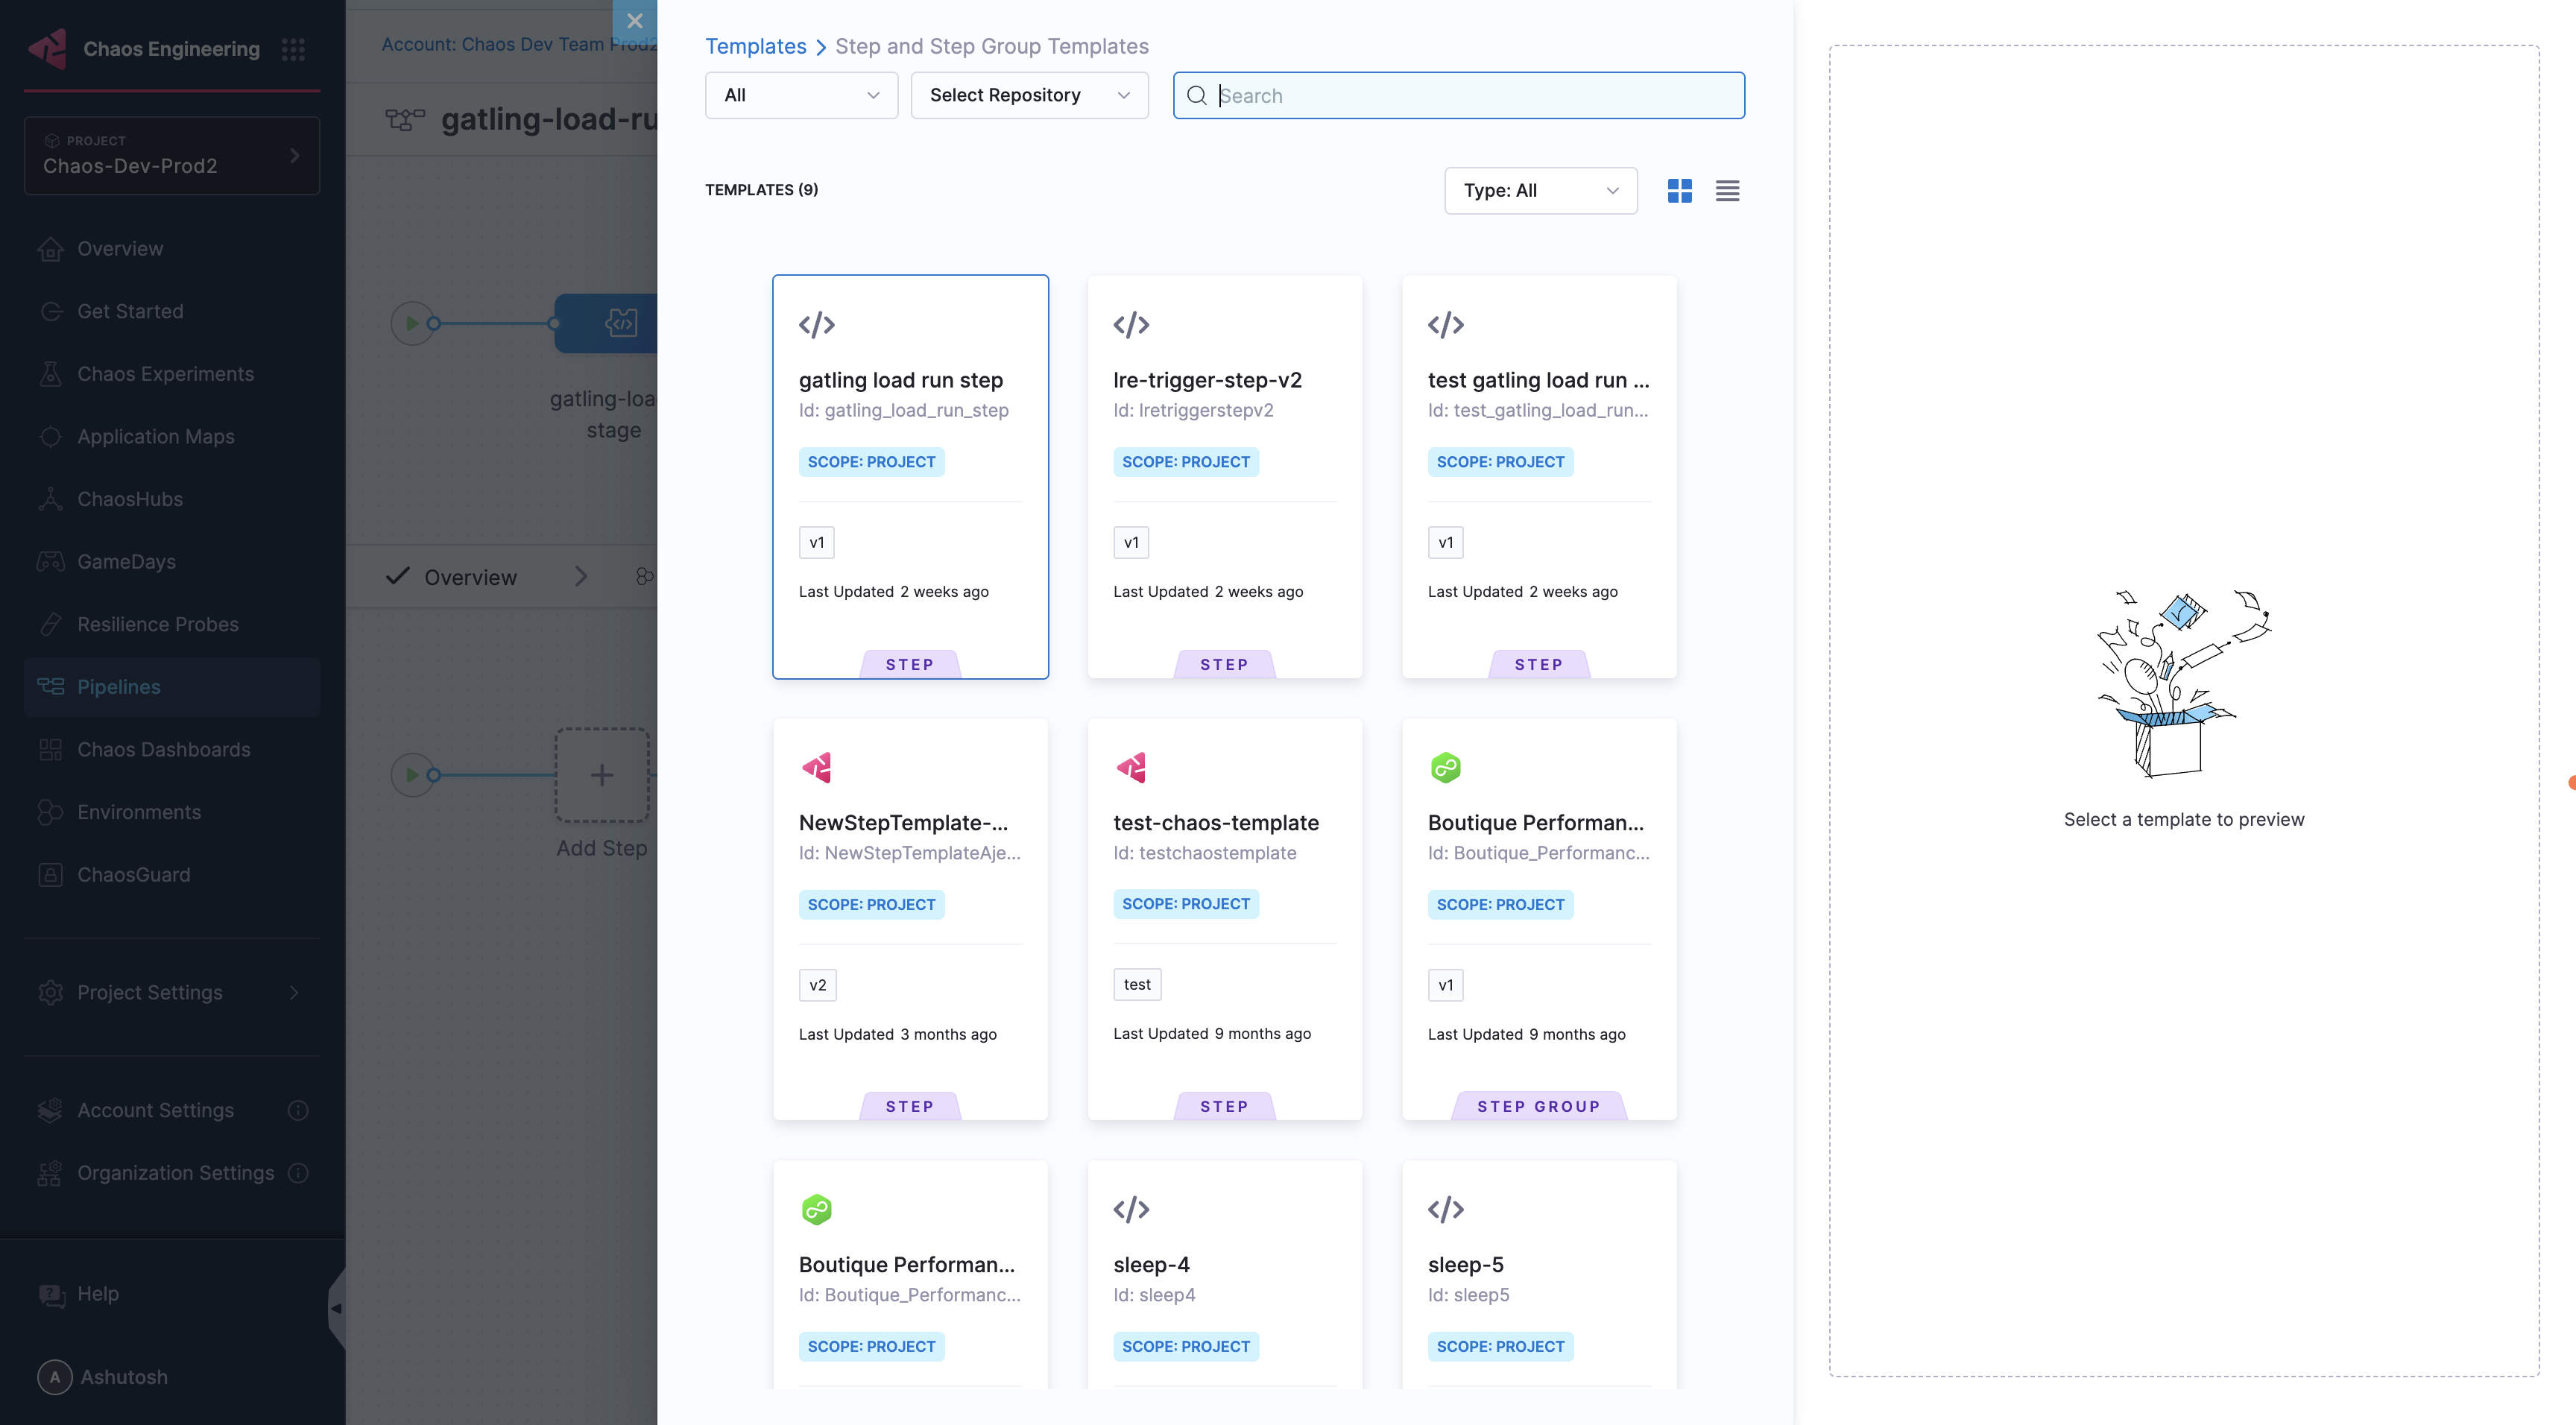 Chaos Engineering
PROJECT
Chaos-Dev-Prod2
Overview
Get Started
Chaos Experiments
Application Maps
ChaosHubs
GameDays
Resilience Probes
Pipelines
Chaos Dashboards
Environments
ChaosGuard
Project Settings
Account Settings
Organization Settings
Help
A Ashutosh
Account: Chaos Dev Team Prod2
gatling-load-ru
gatling-loa
stage
Overview
Add Step
Templates > Step and Step Group Templates
All
Select Repository
Search
TEMPLATES (9)
Type: All
gatling load run step
Id: gatling_load_run_step
SCOPE: PROJECT
v1
Last Updated 2 weeks ago
STEP
lre-trigger-step-v2
Id: lretriggerstepv2
SCOPE: PROJECT
v1
Last Updated 2 weeks ago
STEP
test gatling load run ...
Id: test_gatling_load_run...
SCOPE: PROJECT
v1
Last Updated 2 weeks ago
STEP
NewStepTemplate-...
Id: NewStepTemplateAje...
SCOPE: PROJECT
v2
Last Updated 3 months ago
STEP
test-chaos-template
Id: testchaostemplate
SCOPE: PROJECT
test
Last Updated 9 months ago
STEP
Boutique Performan...
Id: Boutique_Performanc...
SCOPE: PROJECT
v1
Last Updated 9 months ago
STEP GROUP
Boutique Performan...
Id: Boutique_Performanc...
SCOPE: PROJECT
sleep-4
Id: sleep4
SCOPE: PROJECT
sleep-5
Id: sleep5
SCOPE: PROJECT
Select a template to preview